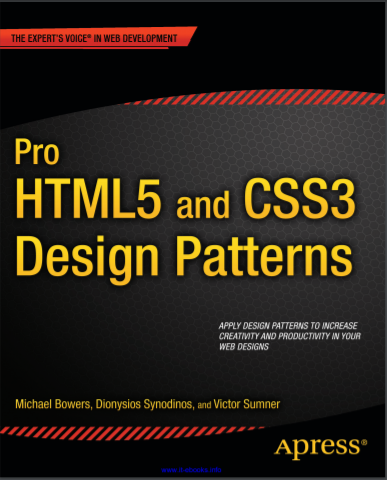 THE EXPERT'S VOICE® IN WEB DEVELOPMENT
Pro
HTML5 and CSS3
Design Patterns
APPLY DESIGN PATTERNS TO INCREASE
CREATIVITY AND PRODUCTIVITY IN YOUR
WEB DESIGNS
Michael Bowers, Dionysios Synodinos, and Victor Sumner
Apress®